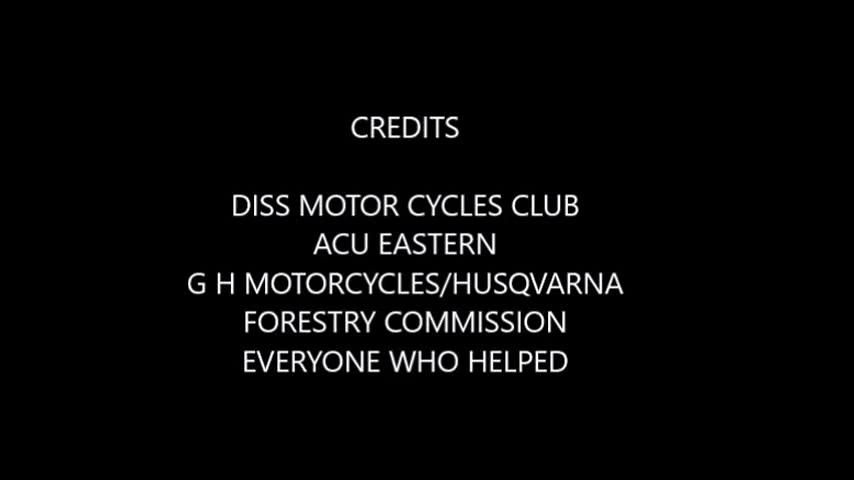 CREDITS
DISS MOTOR CYCLES CLUB
ACU EASTERN
G H MOTORCYCLES/HUSQVARNA
FORESTRY COMMISSION
EVERYONE WHO HELPED